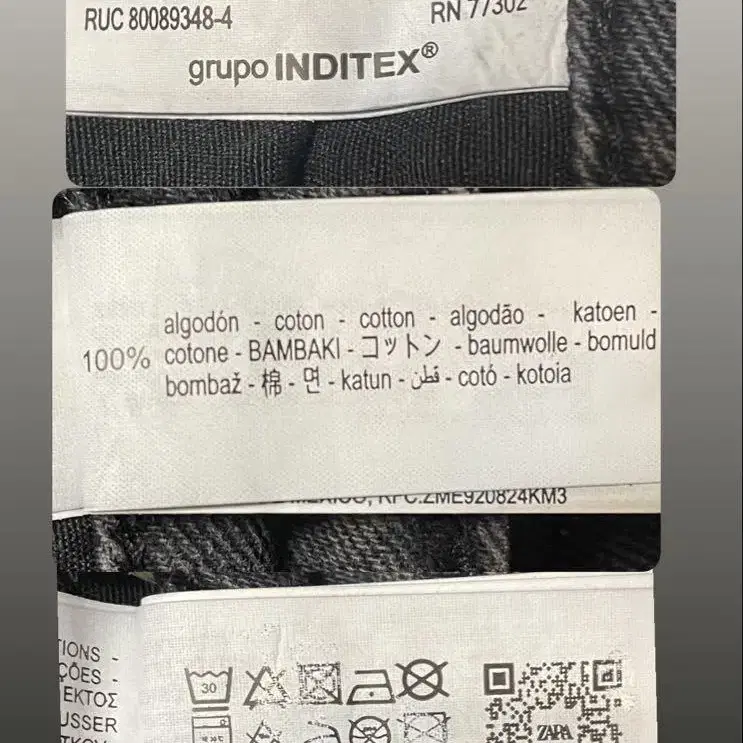 RUC 80089348-4
RN 77302
grupo INDITEX®
algodón - coton - cotton - algodão - katoen -
100% cotone - BAMBAKI - コットン - baumwolle - bomuld
bombaž - 棉 - 면 - katun - قطن - cotó - kotoia
RFC:ZME920824KM3
TIONS -
ÇÕES -
EKTOΣ
USSER
30
ZARA